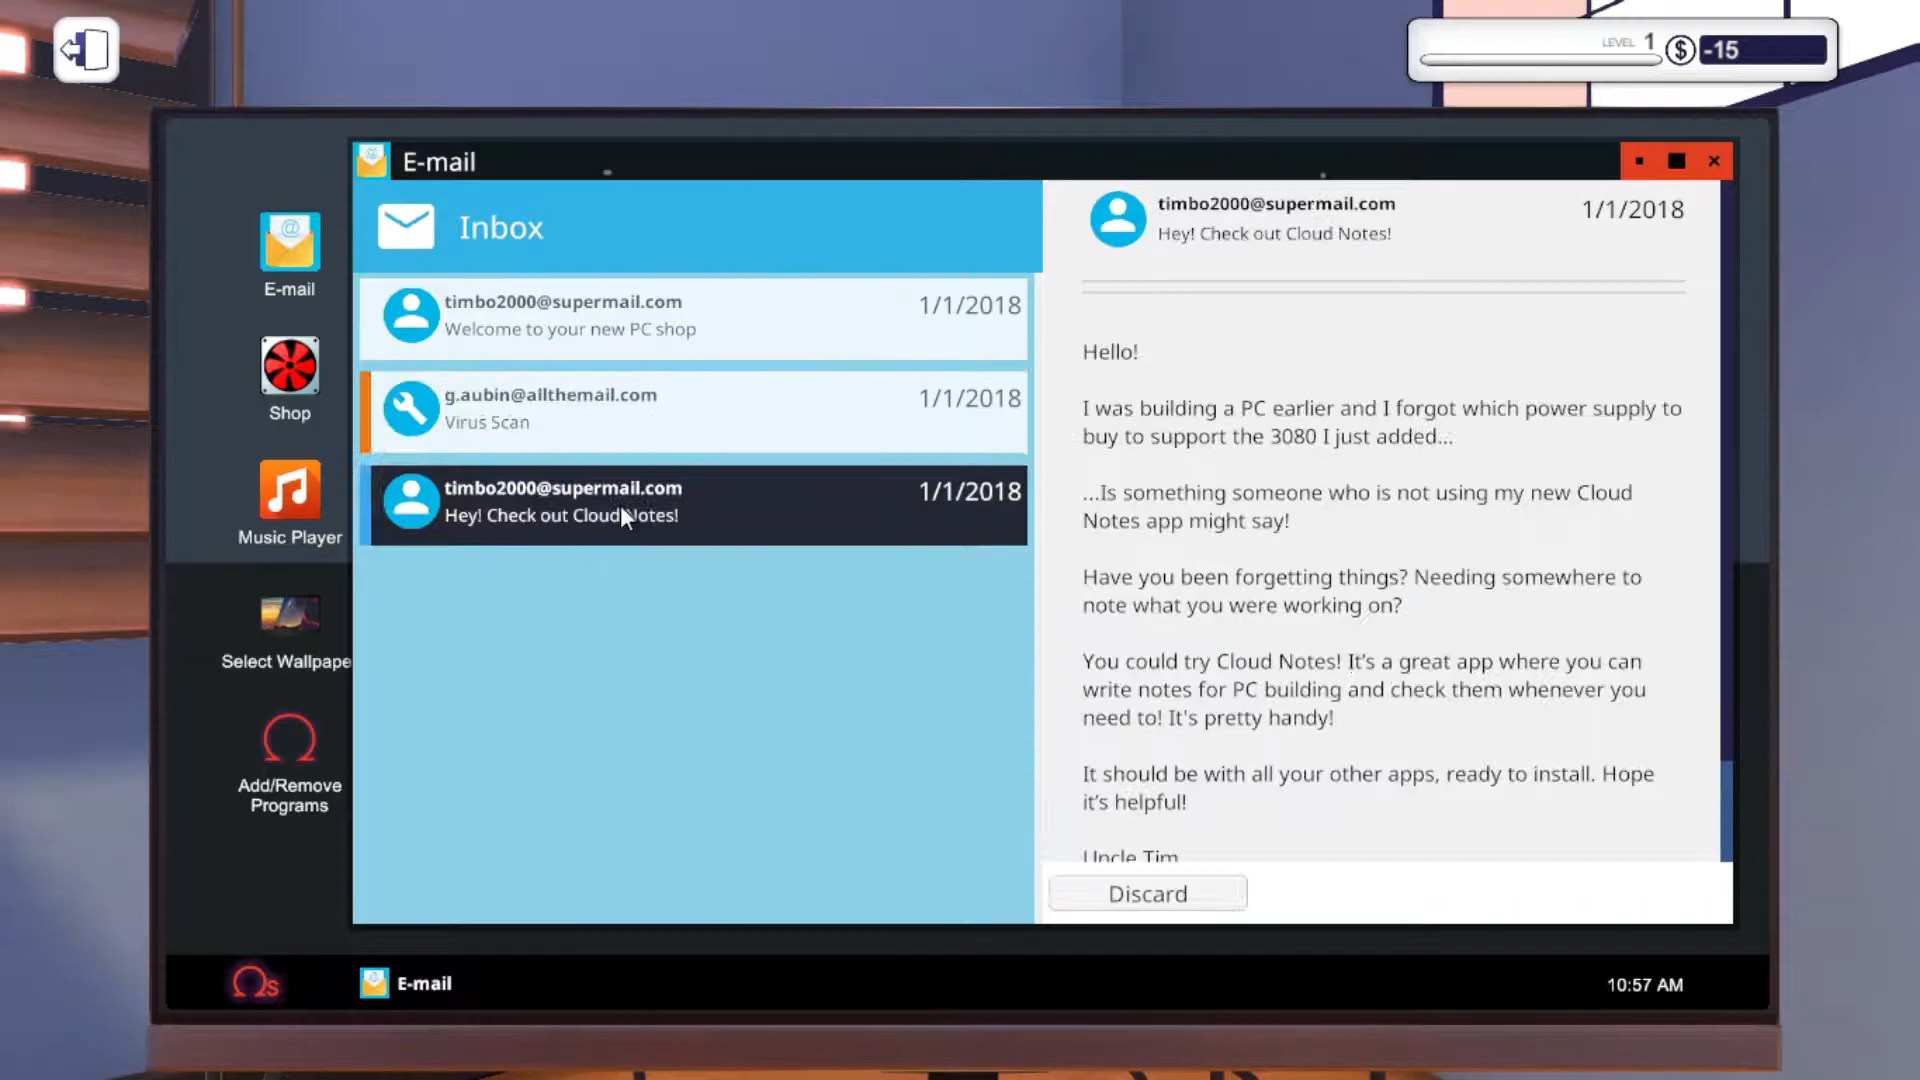 LEVEL 1
$ -15
E-mail
Inbox
timbo2000@supermail.com
1/1/2018
Welcome to your new PC shop
g.aubin@allthemail.com
1/1/2018
Virus Scan
timbo2000@supermail.com
1/1/2018
Hey! Check out Cloud Notes!
timbo2000@supermail.com
1/1/2018
Hey! Check out Cloud Notes!
Hello!
I was building a PC earlier and I forgot which power supply to
buy to support the 3080 I just added...
...Is something someone who is not using my new Cloud
Notes app might say!
Have you been forgetting things? Needing somewhere to
note what you were working on?
You could try Cloud Notes! It's a great app where you can
write notes for PC building and check them whenever you
need to! It's pretty handy!
It should be with all your other apps, ready to install. Hope
it's helpful!
Uncle Tim
Discard
E-mail
Shop
Music Player
Select Wallpape
Add/Remove
Programs
Ωs
E-mail
10:57 AM